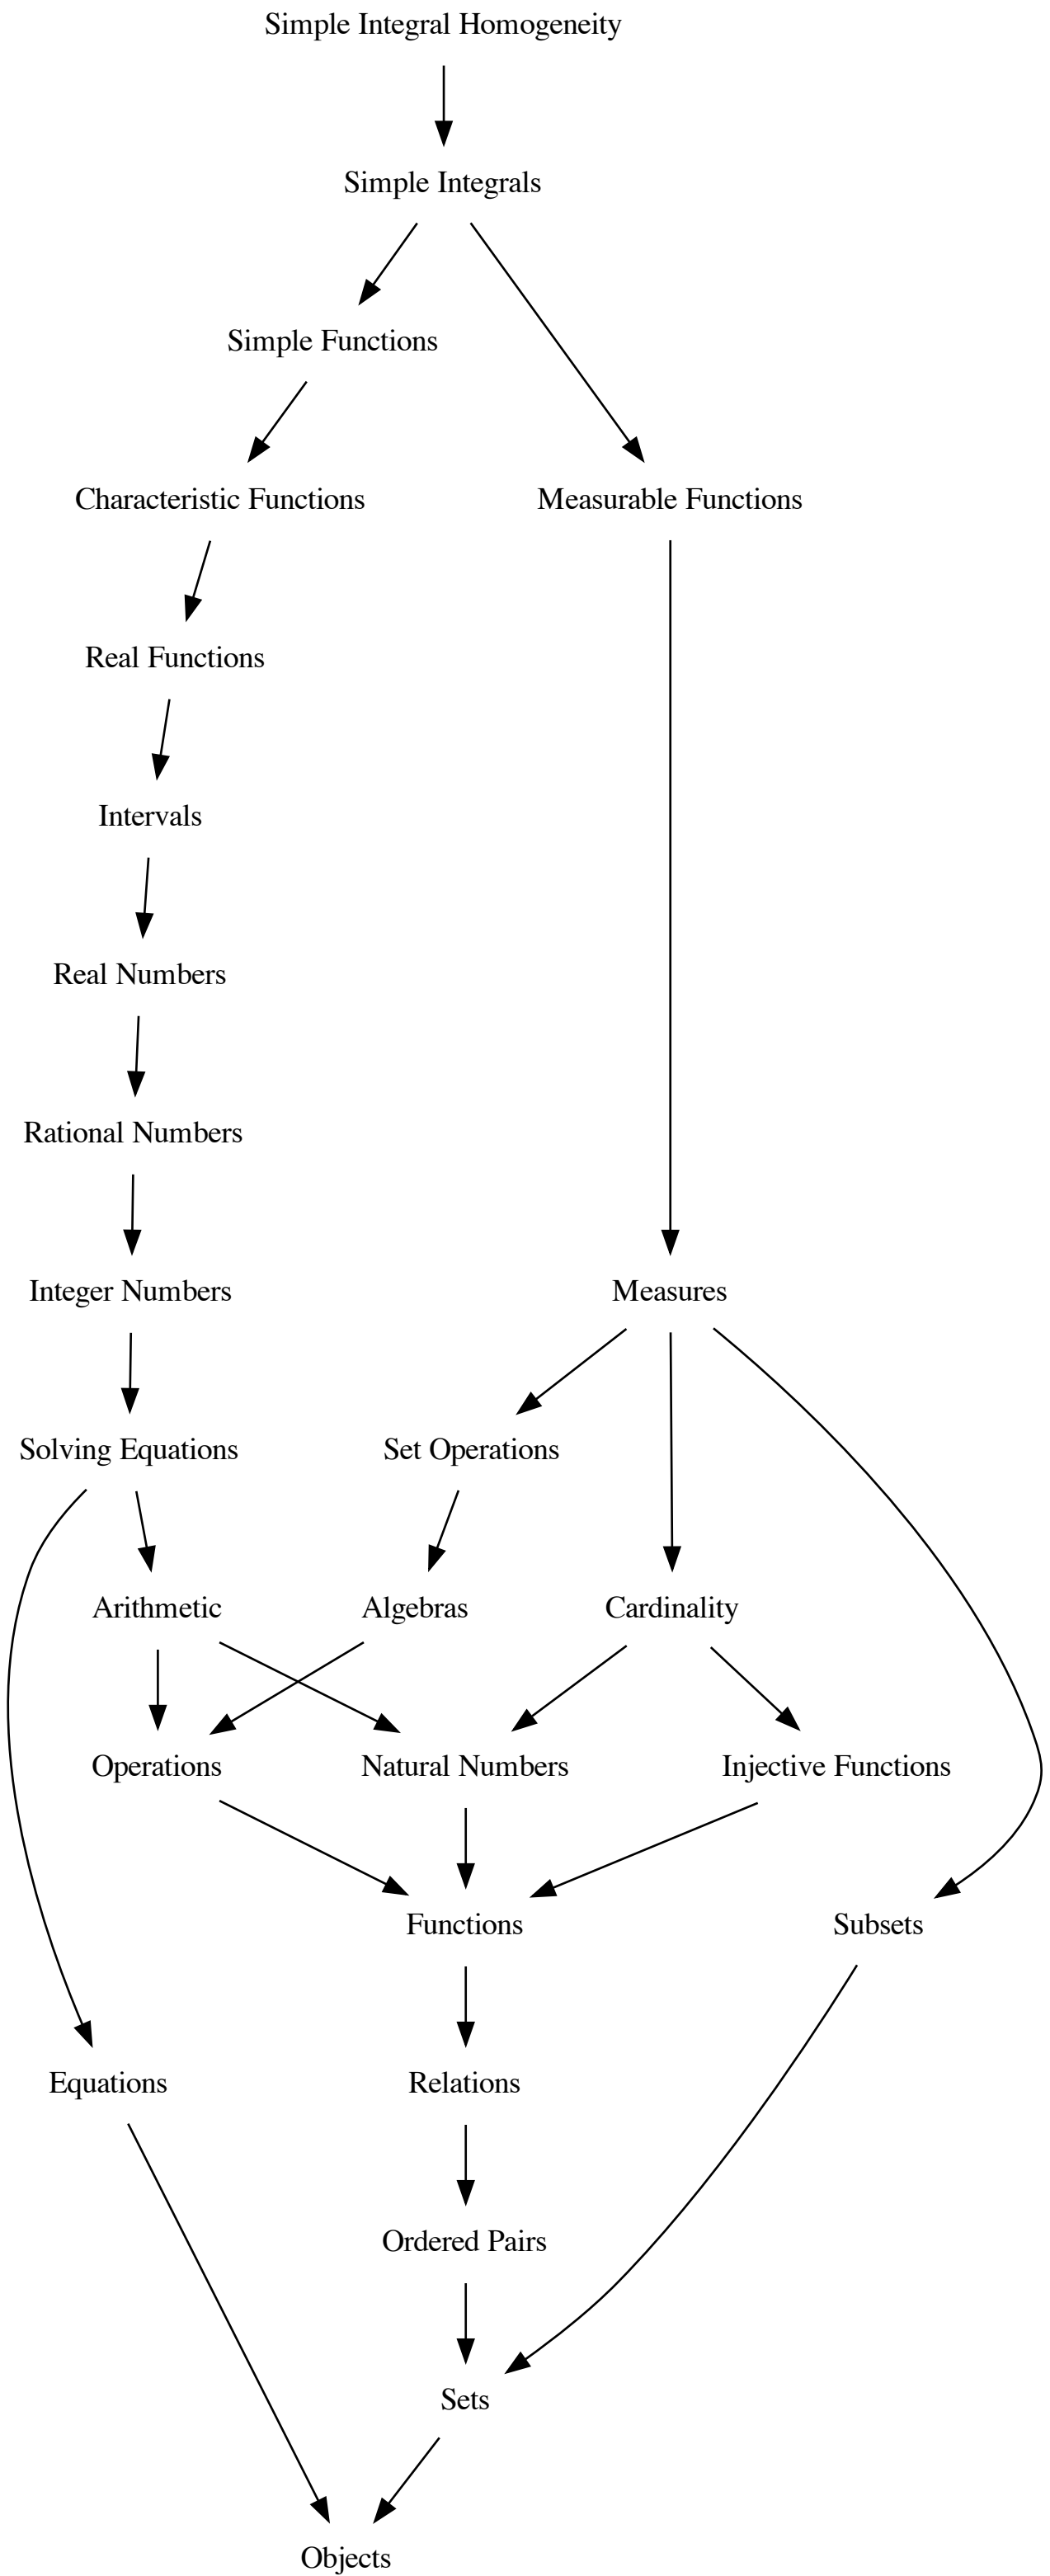 Simple Integral Homogeneity
Simple Integrals
Simple Functions
Characteristic Functions
Measurable Functions
Real Functions
Intervals
Real Numbers
Rational Numbers
Integer Numbers
Measures
Solving Equations
Set Operations
Arithmetic
Algebras
Cardinality
Operations
Natural Numbers
Injective Functions
Functions
Subsets
Equations
Relations
Ordered Pairs
Sets
Objects